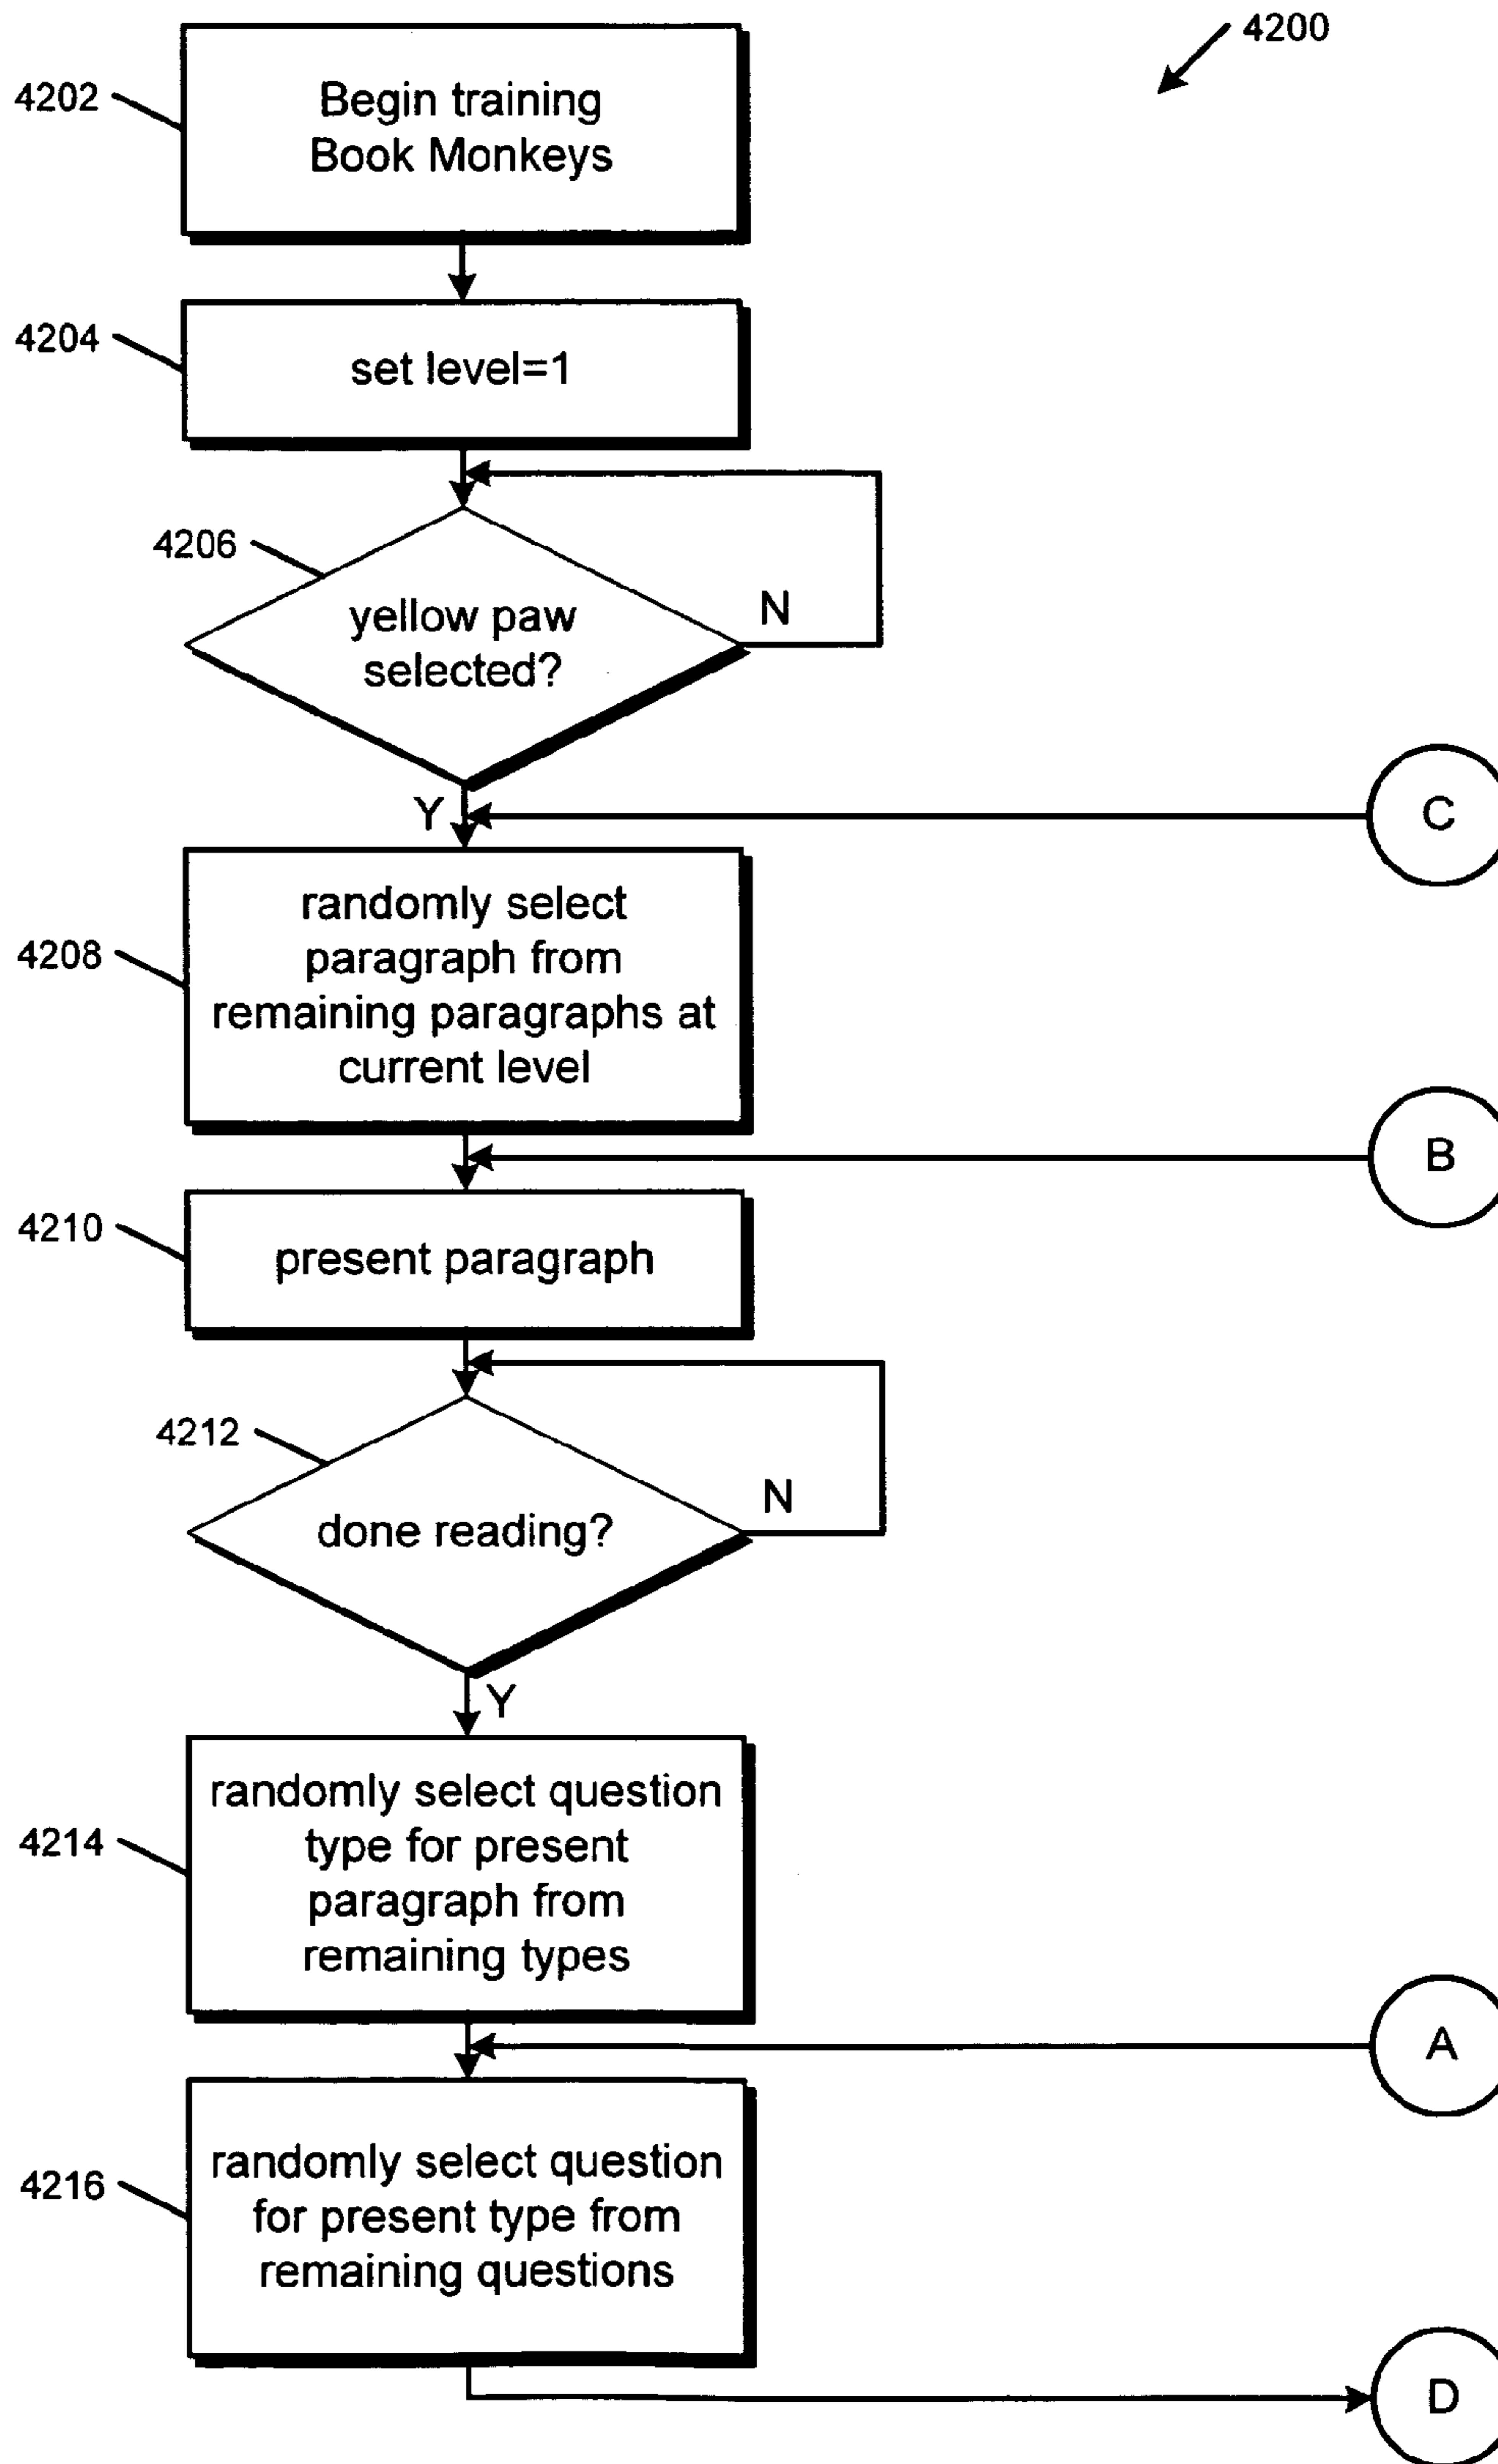 4200
4202
Begin training
Book Monkeys
4204
set level=1
4206
yellow paw
selected?
N
Y
C
4208
randomly select
paragraph from
remaining paragraphs at
current level
B
4210
present paragraph
4212
done reading?
N
Y
4214
randomly select question
type for present
paragraph from
remaining types
A
4216
randomly select question
for present type from
remaining questions
D